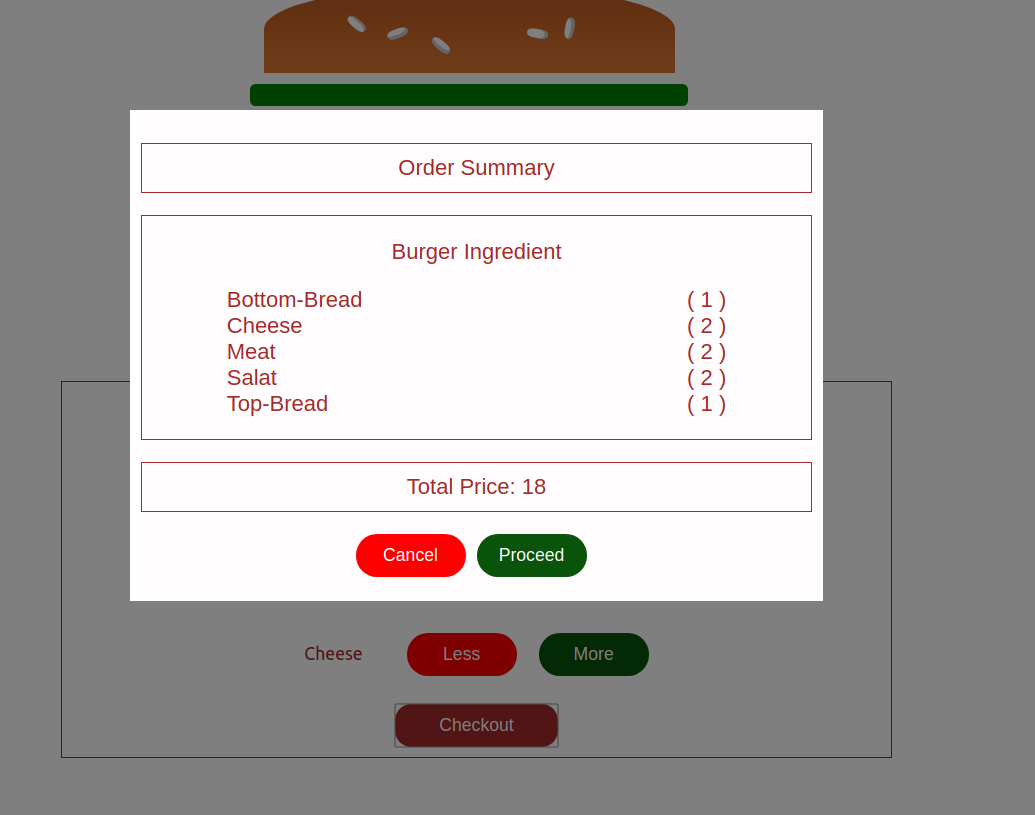 Order Summary
Burger Ingredient
Bottom-Bread ( 1 )
Cheese ( 2 )
Meat ( 2 )
Salat ( 2 )
Top-Bread ( 1 )
Total Price: 18
Cancel Proceed
Cheese Less More
Checkout